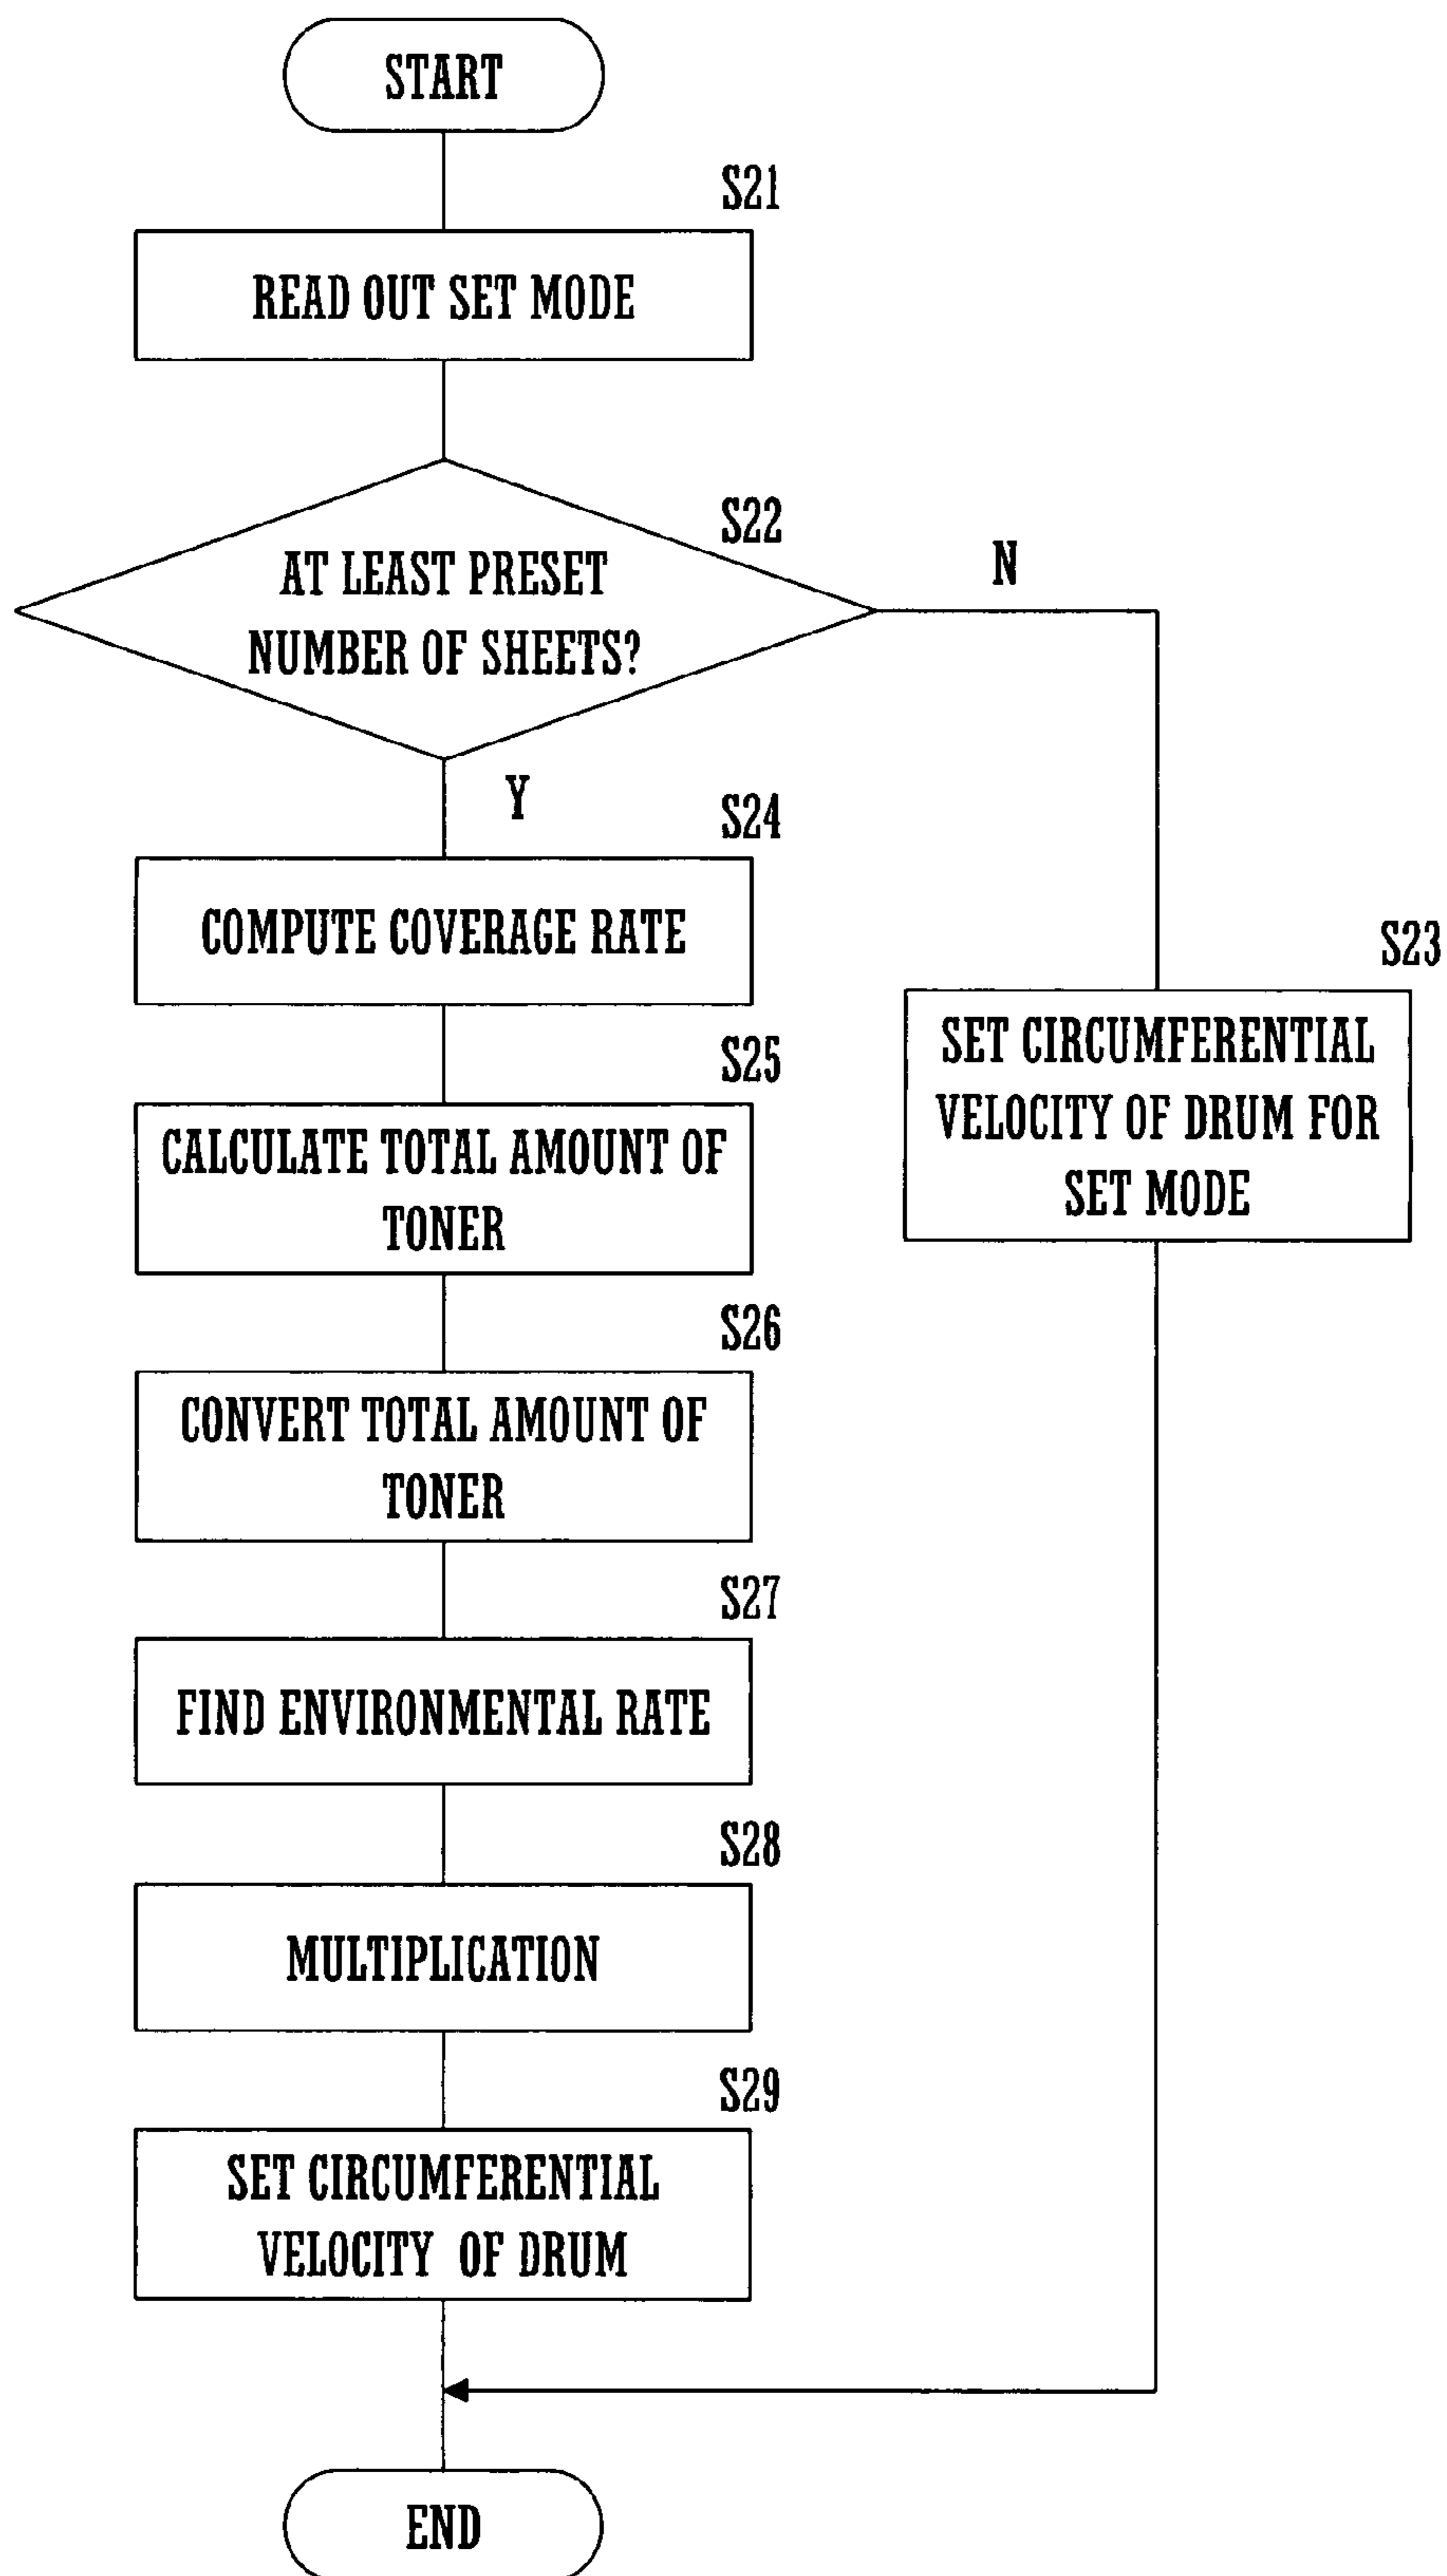 START
S21
READ OUT SET MODE
S22
AT LEAST PRESET
NUMBER OF SHEETS?
N
Y
S24
COMPUTE COVERAGE RATE
S23
SET CIRCUMFERENTIAL
VELOCITY OF DRUM FOR
SET MODE
S25
CALCULATE TOTAL AMOUNT OF
TONER
S26
CONVERT TOTAL AMOUNT OF
TONER
S27
FIND ENVIRONMENTAL RATE
S28
MULTIPLICATION
S29
SET CIRCUMFERENTIAL
VELOCITY OF DRUM
END